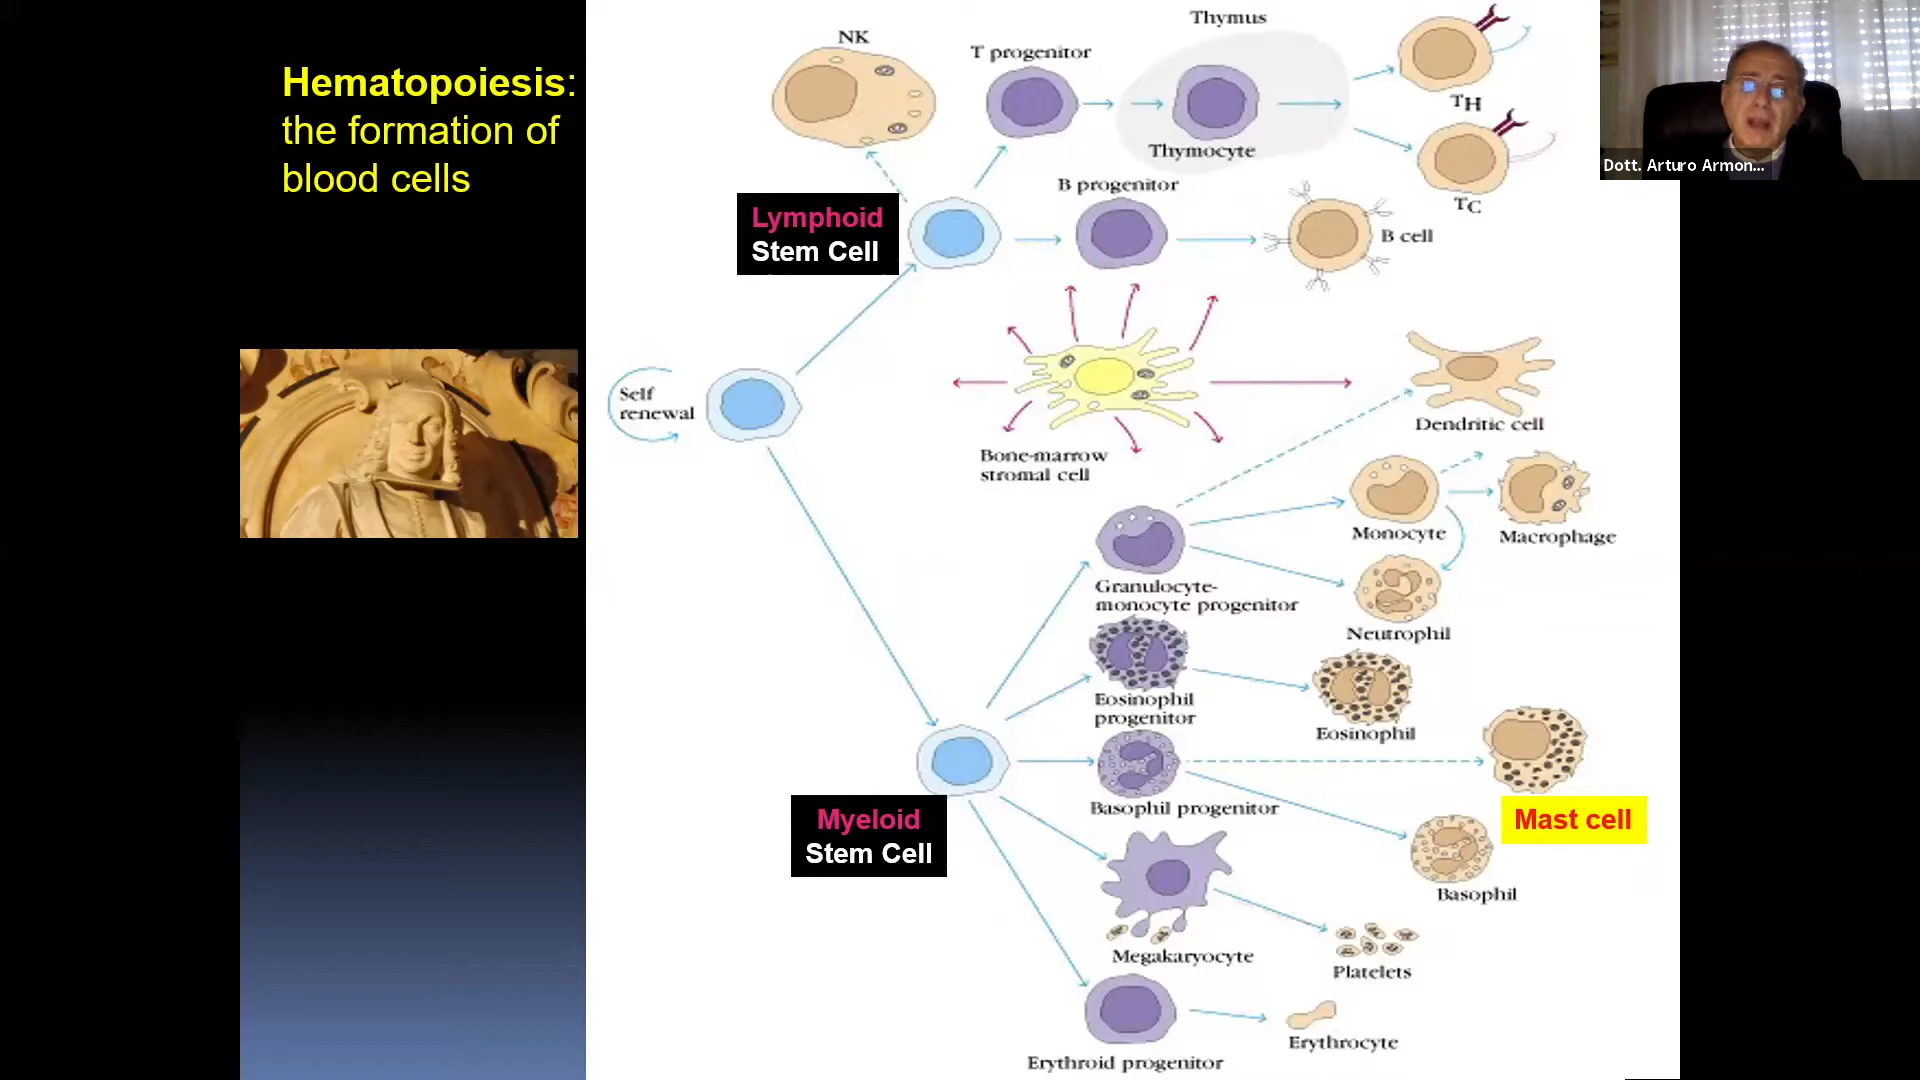 Hematopoiesis:
the formation of
blood cells
NK
T progenitor
Thymus
Thymocyte
TH
TC
B progenitor
B cell
Lymphoid
Stem Cell
Self
renewal
Bone-marrow
stromal cell
Dendritic cell
Monocyte
Macrophage
Granulocyte-
monocyte progenitor
Neutrophil
Eosinophil
progenitor
Eosinophil
Myeloid
Stem Cell
Basophil progenitor
Mast cell
Basophil
Megakaryocyte
Platelets
Erythroid progenitor
Erythrocyte
Dott. Arturo Armon...